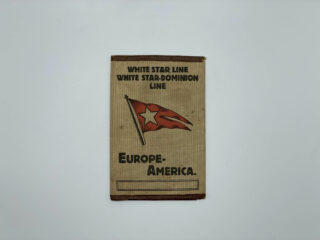 WHITE STAR LINE
WHITE STAR-DOMINION
LINE
EUROPE-
AMERICA.